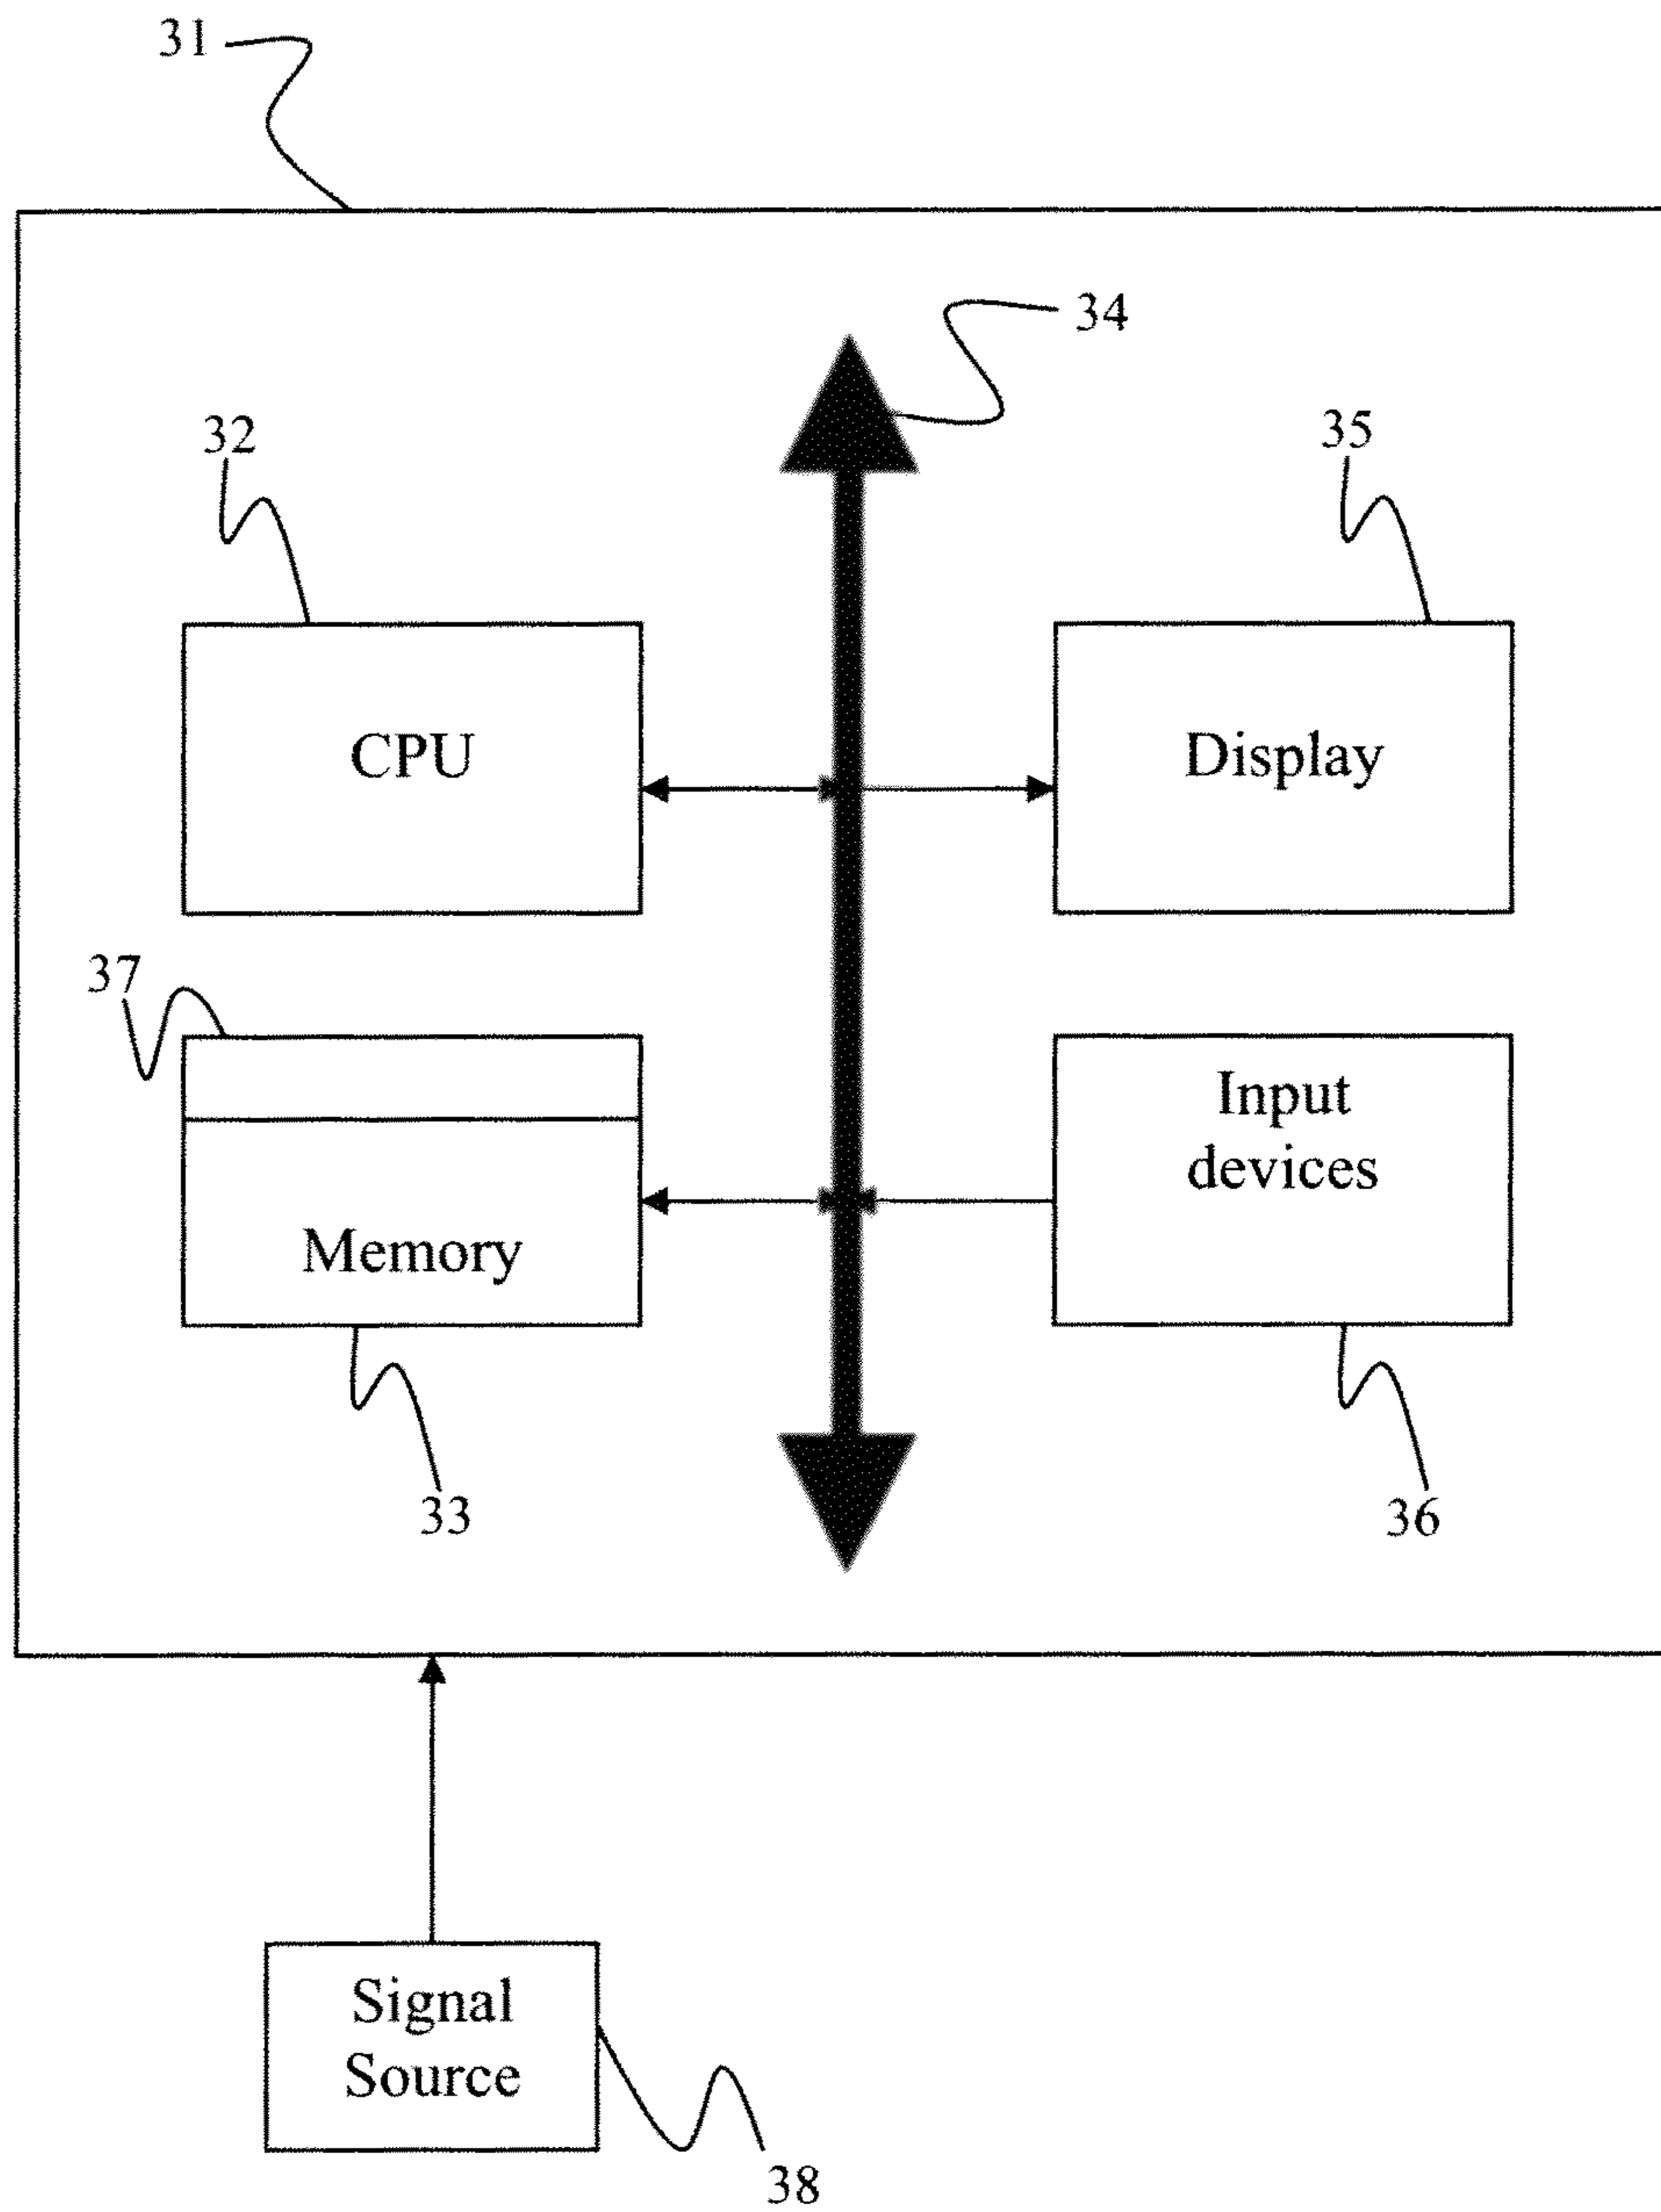 31
34
32
35
CPU
Display
37
Input
devices
Memory
33
36
Signal
Source
38